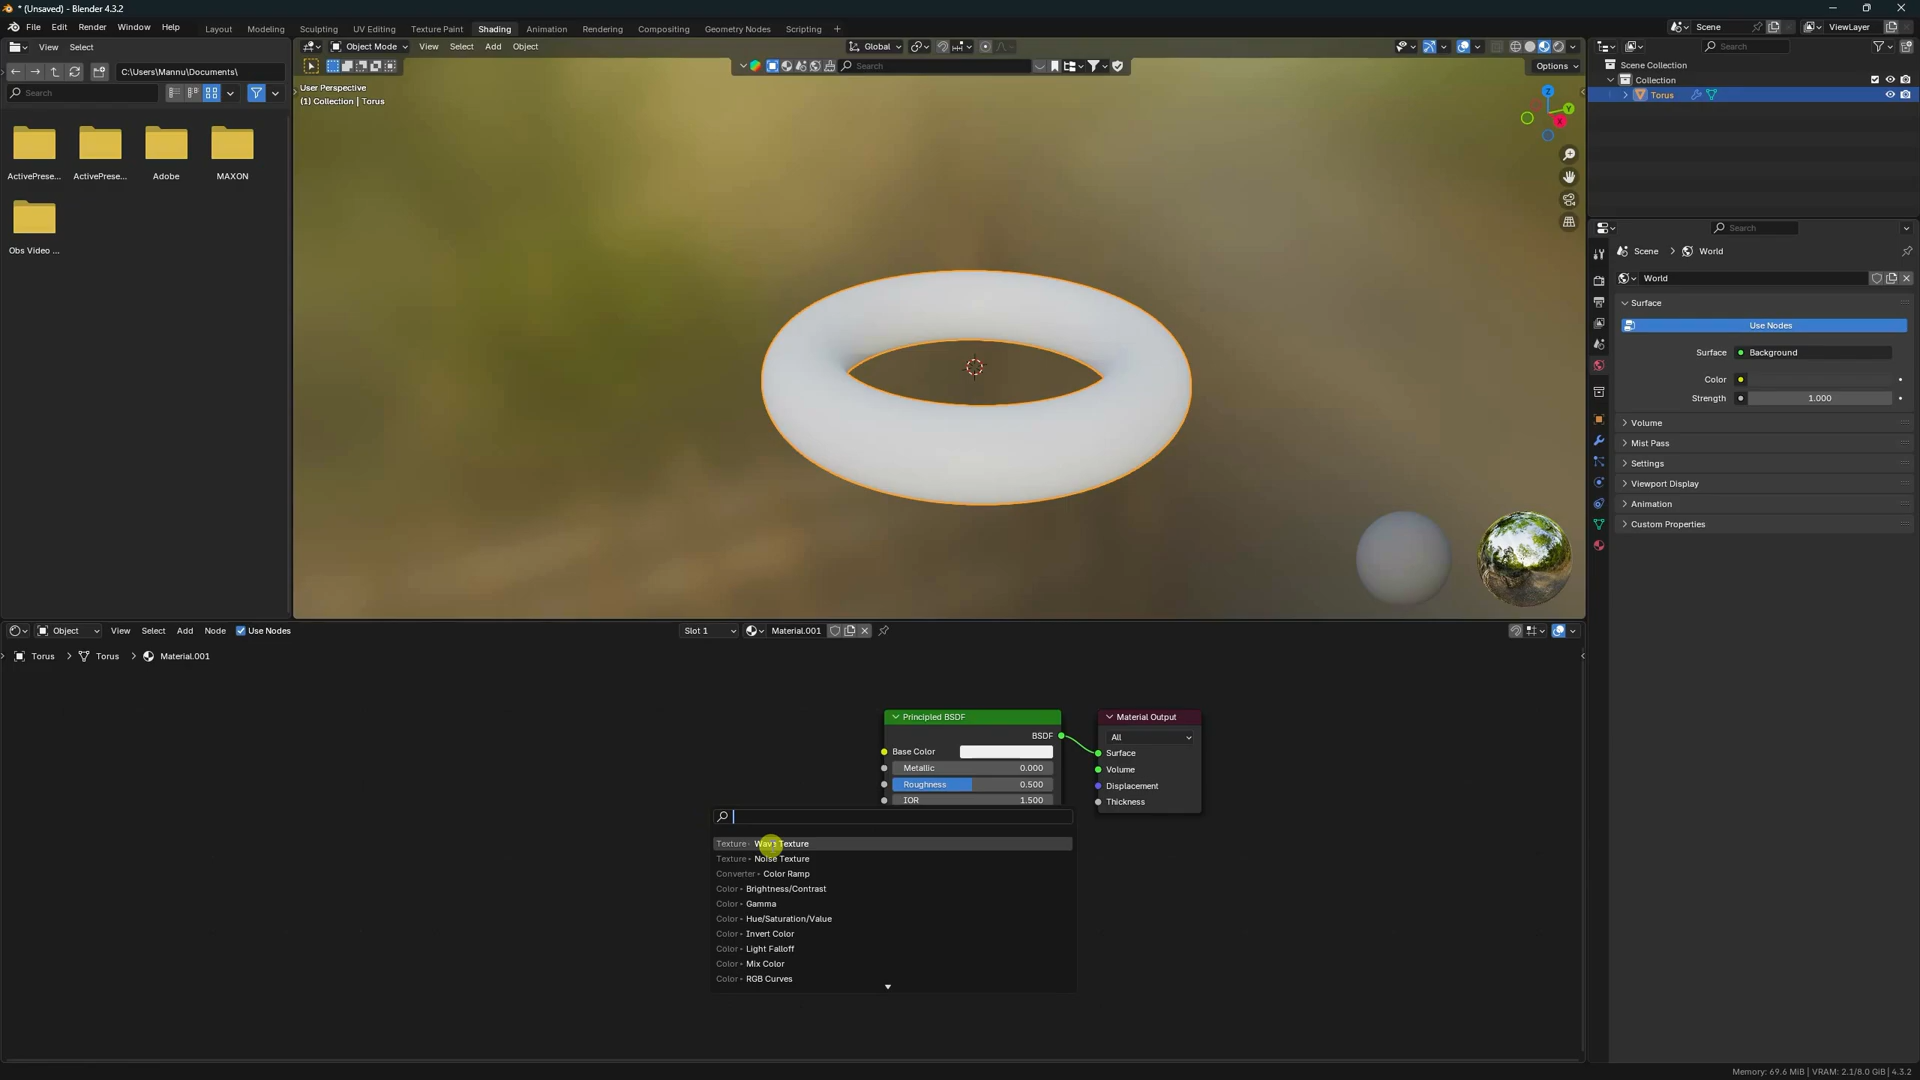 * (Unsaved) - Blender 4.3.2
File Edit Render Window Help
Layout Modeling Sculpting UV Editing Texture Paint Shading Animation Rendering Compositing Geometry Nodes Scripting +
Scene
ViewLayer
View Select
Object Mode View Select Add Object
Global
Search
C:\Users\Mannu\Documents\
Search
Search
Options
User Perspective
(1) Collection | Torus
Scene Collection
Collection
Torus
ActivePrese...
ActivePrese...
Adobe
MAXON
Obs Video ...
Z
Y
X
Search
Scene > World
World
Surface
Use Nodes
Surface Background
Color
Strength 1.000
Volume
Mist Pass
Settings
Viewport Display
Animation
Custom Properties
Object View Select Add Node Use Nodes
Slot 1
Material.001
Torus > Torus > Material.001
Principled BSDF
BSDF
Base Color
Metallic 0.000
Roughness 0.500
IOR 1.500
Material Output
All
Surface
Volume
Displacement
Thickness
Texture Wave Texture
Texture Noise Texture
Converter Color Ramp
Color Brightness/Contrast
Color Gamma
Color Hue/Saturation/Value
Color Invert Color
Color Light Falloff
Color Mix Color
Color RGB Curves
Memory: 69.6 MiB | VRAM: 2.1/8.0 GiB | 4.3.2